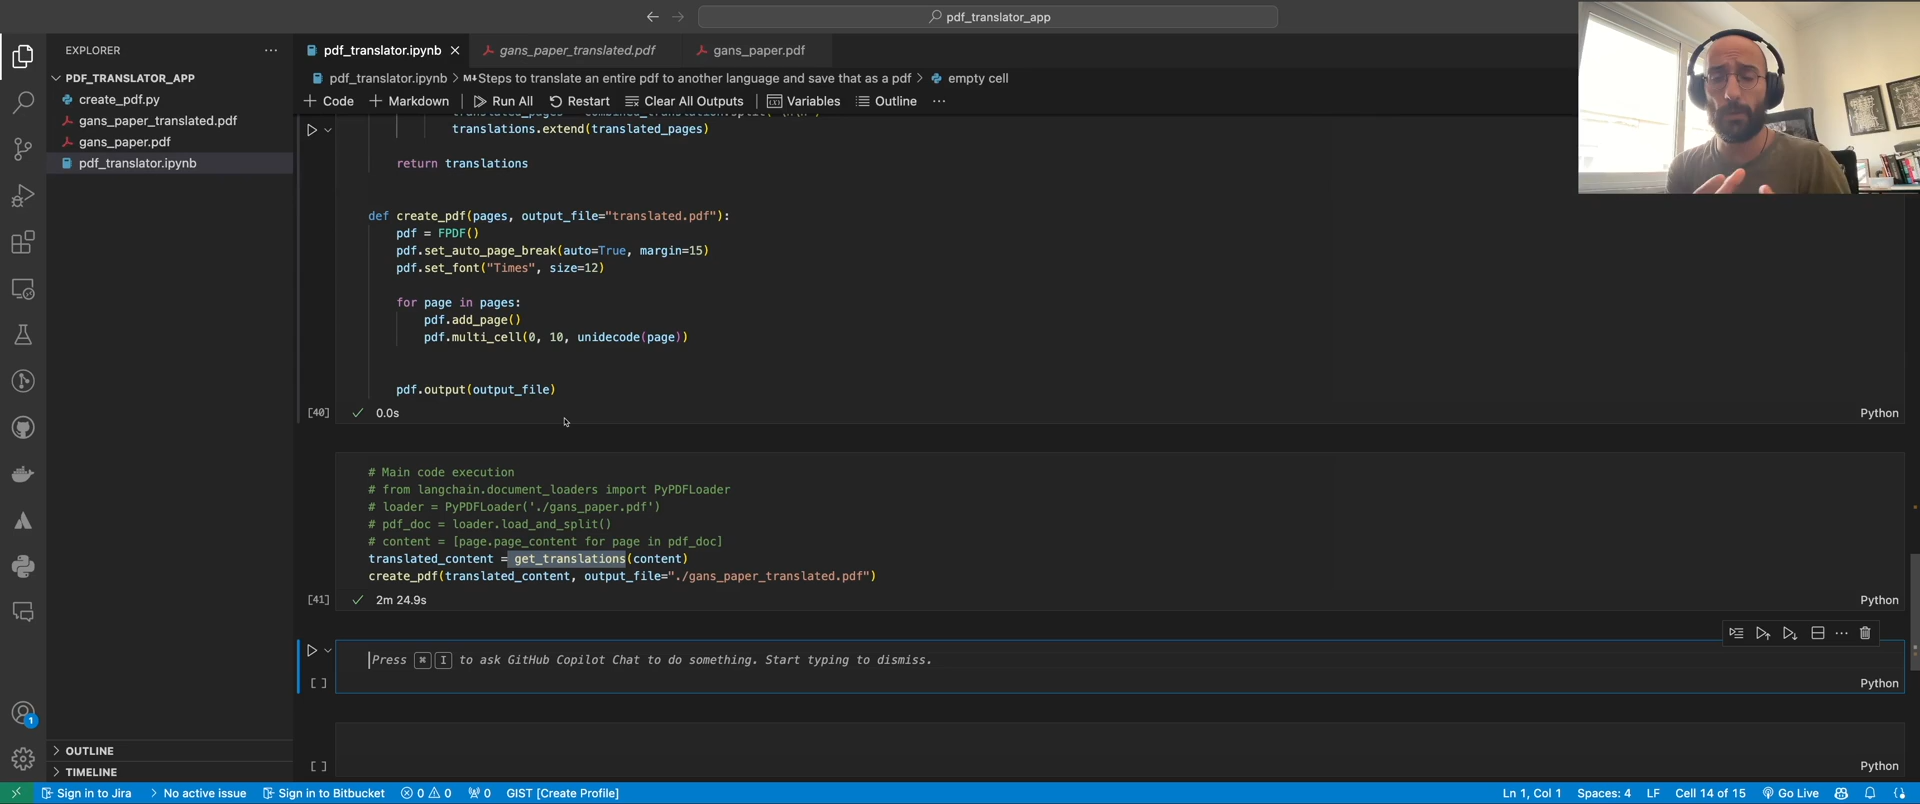 pdf_translator_app
EXPLORER
PDF_TRANSLATOR_APP
create_pdf.py
gans_paper_translated.pdf
gans_paper.pdf
pdf_translator.ipynb
OUTLINE
TIMELINE
pdf_translator.ipynb gans_paper_translated.pdf gans_paper.pdf
pdf_translator.ipynb > M↓Steps to translate an entire pdf to another language and save that as a pdf > empty cell
+ Code + Markdown Run All Restart Clear All Outputs Variables Outline ...
translations.extend(translated_pages)
return translations
def create_pdf(pages, output_file="translated.pdf"):
pdf = FPDF()
pdf.set_auto_page_break(auto=True, margin=15)
pdf.set_font("Times", size=12)
for page in pages:
pdf.add_page()
pdf.multi_cell(0, 10, unidecode(page))
pdf.output(output_file)
[40] 0.0s Python
# Main code execution
# from langchain.document_loaders import PyPDFLoader
# loader = PyPDFLoader('./gans_paper.pdf')
# pdf_doc = loader.load_and_split()
# content = [page.page_content for page in pdf_doc]
translated_content = get_translations(content)
create_pdf(translated_content, output_file="./gans_paper_translated.pdf")
[41] 2m 24.9s Python
Press ⌘ I to ask GitHub Copilot Chat to do something. Start typing to dismiss.
[ ] Python
[ ] Python
1
Sign in to Jira No active issue Sign in to Bitbucket 0 0 0 GIST [Create Profile] Ln 1, Col 1 Spaces: 4 LF Cell 14 of 15 Go Live